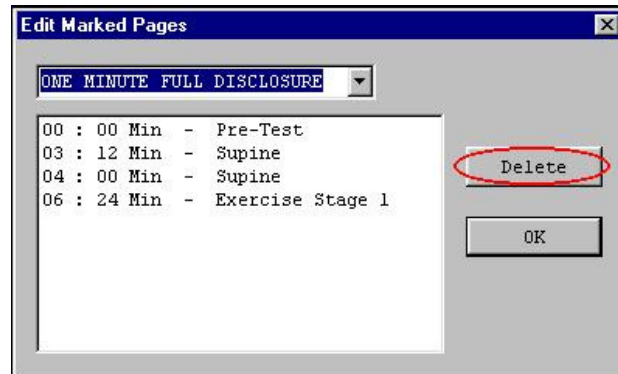 Edit Marked Pages
ONE MINUTE FULL DISCLOSURE
00 : 00 Min - Pre-Test
03 : 12 Min - Supine
04 : 00 Min - Supine
06 : 24 Min - Exercise Stage 1
Delete
OK